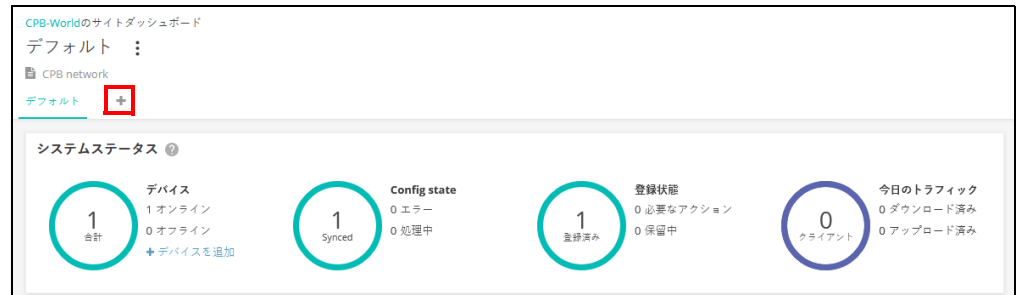 CPB-Worldのサイトダッシュボード
デフォルト
CPB network
デフォルト +
システムステータス ?
1
合計
デバイス
1 オンライン
0 オフライン
+ デバイスを追加
1
Synced
Config state
0 エラー
0 処理中
1
登録済み
登録状態
0 必要なアクション
0 保留中
0
クライアント
今日のトラフィック
0 ダウンロード済み
0 アップロード済み